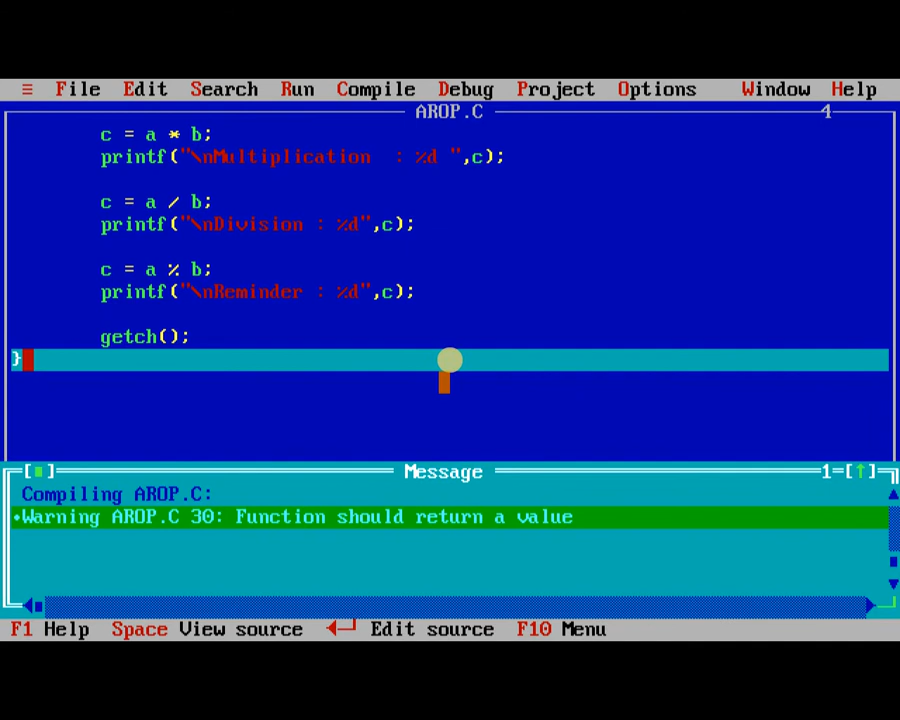 ≡ File Edit Search Run Compile Debug Project Options Window Help
AROP.C 1
c = a * b;
printf("\nMultiplication  : %d ",c);
c = a / b;
printf("\nDivision : %d",c);
c = a % b;
printf("\nReminder : %d",c);
getch();
}
[■] Message 1=[↑]
Compiling AROP.C:
•Warning AROP.C 30: Function should return a value
F1 Help Space View source ◄─┘ Edit source F10 Menu